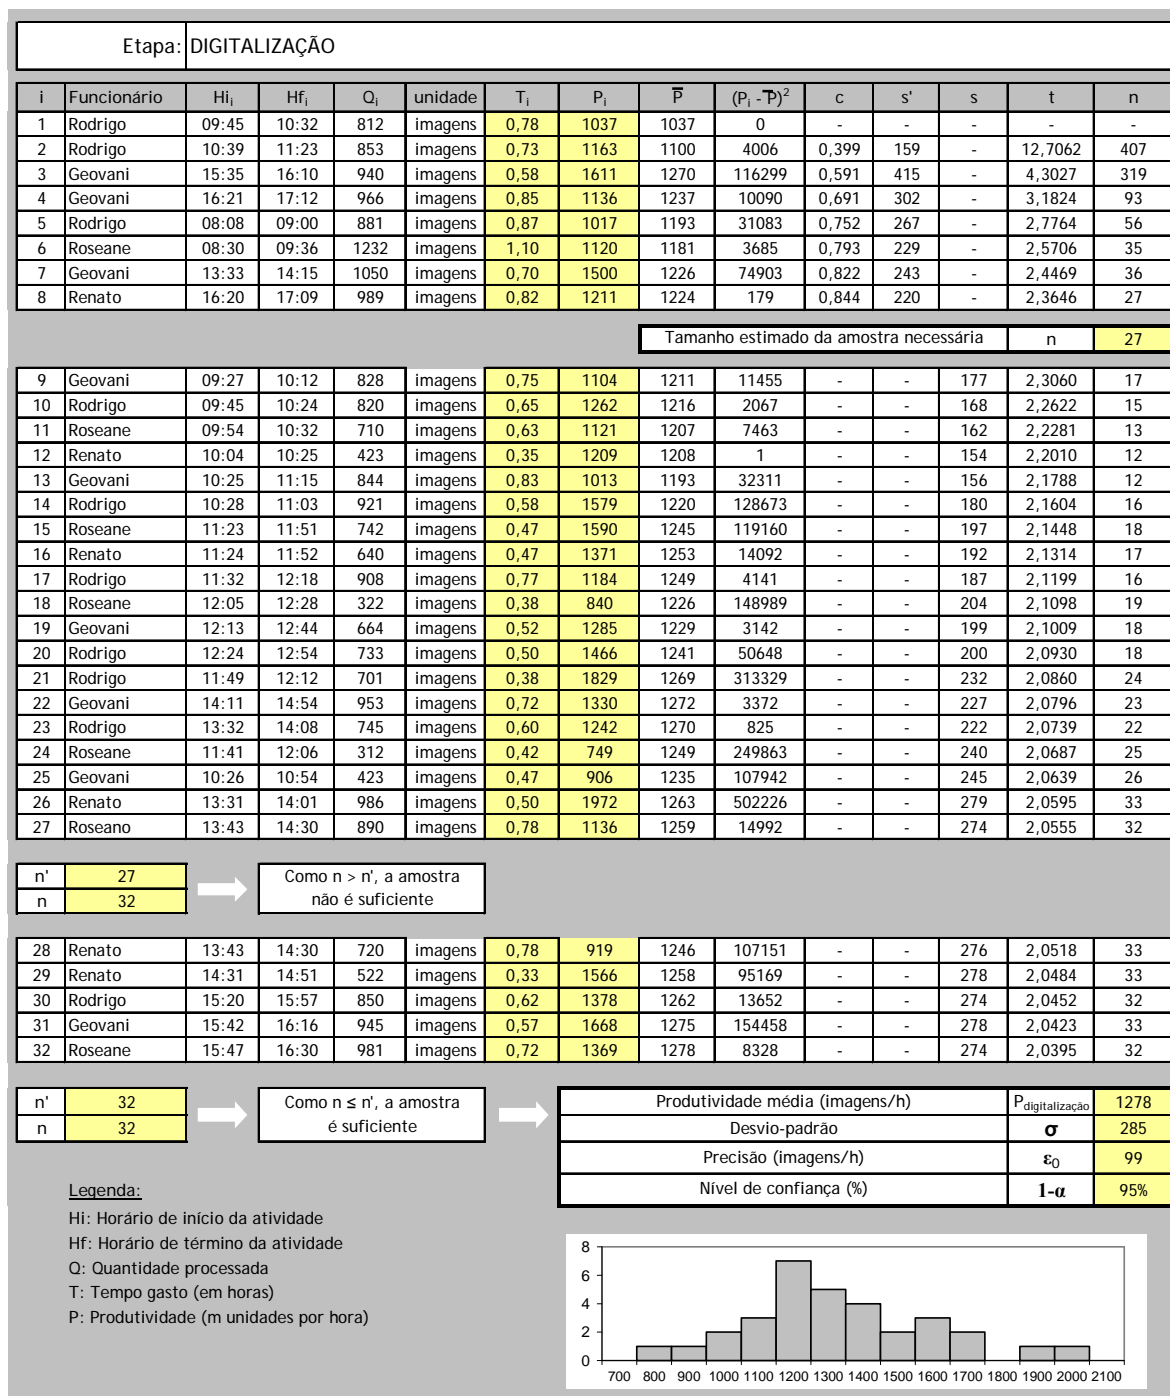 Etapa: DIGITALIZAÇÃO
i Funcionário Hi_i Hf_i Q_i unidade T_i P_i P̅ (P_i - P̅)² c s' s t n
1 Rodrigo 09:45 10:32 812 imagens 0,78 1037 1037 0 - - - - -
2 Rodrigo 10:39 11:23 853 imagens 0,73 1163 1100 4006 0,399 159 - 12,7062 407
3 Geovani 15:35 16:10 940 imagens 0,58 1611 1270 116299 0,591 415 - 4,3027 319
4 Geovani 16:21 17:12 966 imagens 0,85 1136 1237 10090 0,691 302 - 3,1824 93
5 Rodrigo 08:08 09:00 881 imagens 0,87 1017 1193 31083 0,752 267 - 2,7764 56
6 Roseane 08:30 09:36 1232 imagens 1,10 1120 1181 3685 0,793 229 - 2,5706 35
7 Geovani 13:33 14:15 1050 imagens 0,70 1500 1226 74903 0,822 243 - 2,4469 36
8 Renato 16:20 17:09 989 imagens 0,82 1211 1224 179 0,844 220 - 2,3646 27
Tamanho estimado da amostra necessária n 27
9 Geovani 09:27 10:12 828 imagens 0,75 1104 1211 11455 - - 177 2,3060 17
10 Rodrigo 09:45 10:24 820 imagens 0,65 1262 1216 2067 - - 168 2,2622 15
11 Roseane 09:54 10:32 710 imagens 0,63 1121 1207 7463 - - 162 2,2281 13
12 Renato 10:04 10:25 423 imagens 0,35 1209 1208 1 - - 154 2,2010 12
13 Geovani 10:25 11:15 844 imagens 0,83 1013 1193 32311 - - 156 2,1788 12
14 Rodrigo 10:28 11:03 921 imagens 0,58 1579 1220 128673 - - 180 2,1604 16
15 Roseane 11:23 11:51 742 imagens 0,47 1590 1245 119160 - - 197 2,1448 18
16 Renato 11:24 11:52 640 imagens 0,47 1371 1253 14092 - - 192 2,1314 17
17 Rodrigo 11:32 12:18 908 imagens 0,77 1184 1249 4141 - - 187 2,1199 16
18 Roseane 12:05 12:28 322 imagens 0,38 840 1226 148989 - - 204 2,1098 19
19 Geovani 12:13 12:44 664 imagens 0,52 1285 1229 3142 - - 199 2,1009 18
20 Rodrigo 12:24 12:54 733 imagens 0,50 1466 1241 50648 - - 200 2,0930 18
21 Rodrigo 11:49 12:12 701 imagens 0,38 1829 1269 313329 - - 232 2,0860 24
22 Geovani 14:11 14:54 953 imagens 0,72 1330 1272 3372 - - 227 2,0796 23
23 Rodrigo 13:32 14:08 745 imagens 0,60 1242 1270 825 - - 222 2,0739 22
24 Roseane 11:41 12:06 312 imagens 0,42 749 1249 249863 - - 240 2,0687 25
25 Geovani 10:26 10:54 423 imagens 0,47 906 1235 107942 - - 245 2,0639 26
26 Renato 13:31 14:01 986 imagens 0,50 1972 1263 502226 - - 279 2,0595 33
27 Roseano 13:43 14:30 890 imagens 0,78 1136 1259 14992 - - 274 2,0555 32
n' 27
n 32
Como n > n', a amostra
não é suficiente
28 Renato 13:43 14:30 720 imagens 0,78 919 1246 107151 - - 276 2,0518 33
29 Renato 14:31 14:51 522 imagens 0,33 1566 1258 95169 - - 278 2,0484 33
30 Rodrigo 15:20 15:57 850 imagens 0,62 1378 1262 13652 - - 274 2,0452 32
31 Geovani 15:42 16:16 945 imagens 0,57 1668 1275 154458 - - 278 2,0423 33
32 Roseane 15:47 16:30 981 imagens 0,72 1369 1278 8328 - - 274 2,0395 32
n' 32
n 32
Como n ≤ n', a amostra
é suficiente
Produtividade média (imagens/h) P_digitalização 1278
Desvio-padrão σ 285
Precisão (imagens/h) ε₀ 99
Nível de confiança (%) 1-α 95%
Legenda:
Hi: Horário de início da atividade
Hf: Horário de término da atividade
Q: Quantidade processada
T: Tempo gasto (em horas)
P: Produtividade (m unidades por hora)
8
6
4
2
0
700 800 900 1000 1100 1200 1300 1400 1500 1600 1700 1800 1900 2000 2100